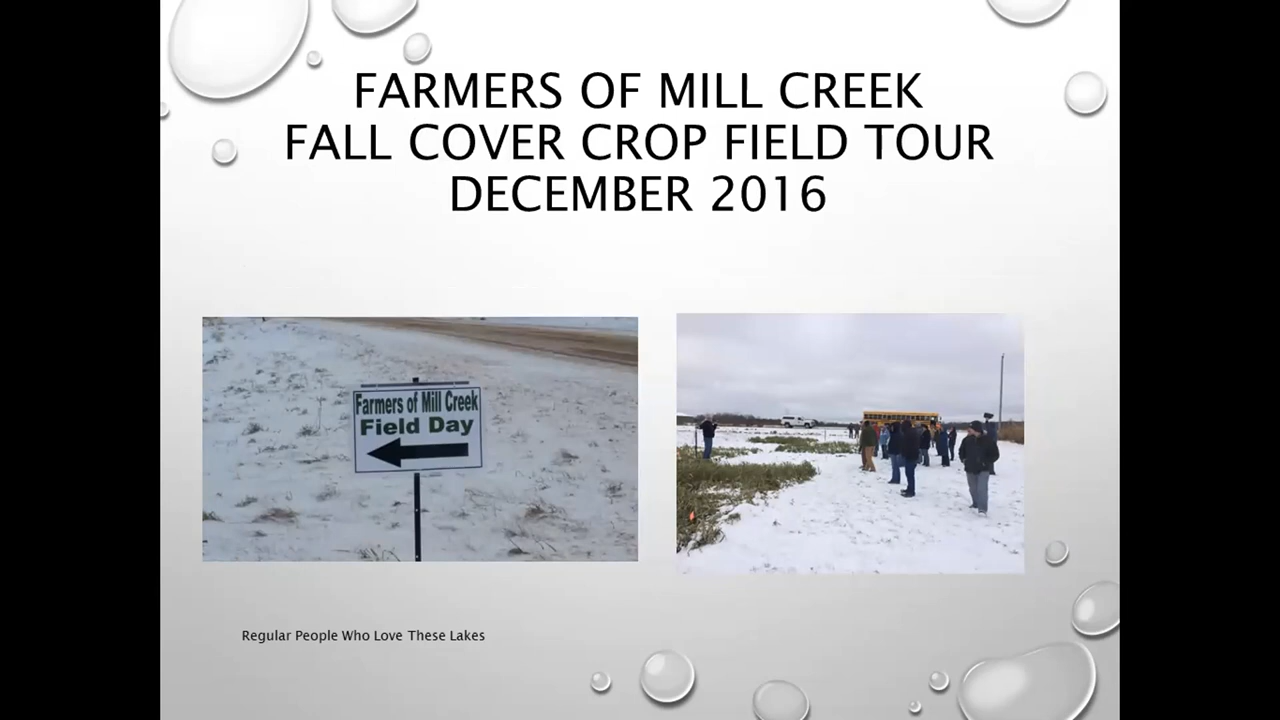 FARMERS OF MILL CREEK
FALL COVER CROP FIELD TOUR
DECEMBER 2016
Farmers of Mill Creek
Field Day
Regular People Who Love These Lakes